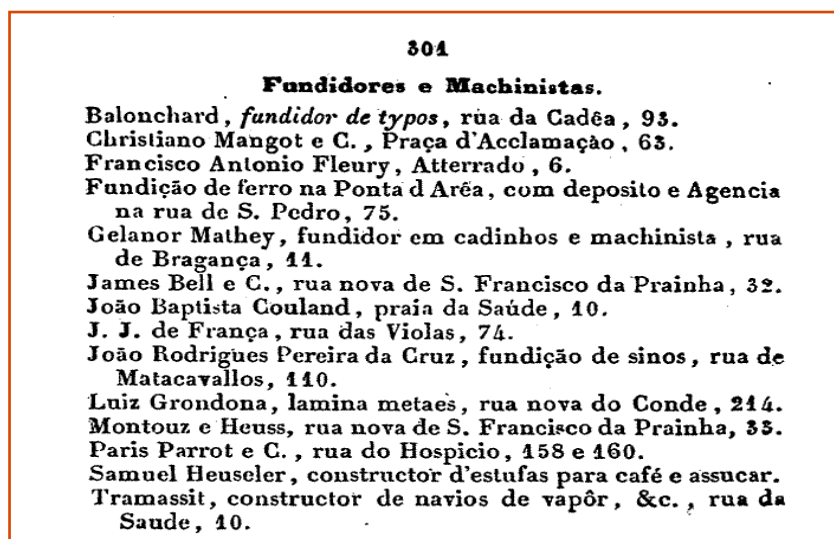 301
Fundidores e Machinistas.
Balonchard, fundidor de typos, rua da Cadêa, 93.
Christiano Mangot e C., Praça d'Acclamação, 63.
Francisco Antonio Fleury, Atterrado, 6.
Fundição de ferro na Ponta d Arêa, com deposito e Agencia
na rua de S. Pedro, 75.
Gelanor Mathey, fundidor em cadinhos e machinista, rua
de Bragança, 11.
James Bell e C., rua nova de S. Francisco da Prainha, 32.
João Baptista Couland, praia da Saúde, 10.
J. J. de França, rua das Violas, 74.
João Rodrigues Pereira da Cruz, fundição de sinos, rua de
Matacavallos, 110.
Luiz Grondona, lamina metaes, rua nova do Conde, 214.
Montouz e Heuss, rua nova de S. Francisco da Prainha, 33.
Paris Parrot e C., rua do Hospicio, 158 e 160.
Samuel Heuseler, constructor d'estufas para café e assucar.
Tramassit, constructor de navios de vapôr, &c., rua da
Saude, 10.